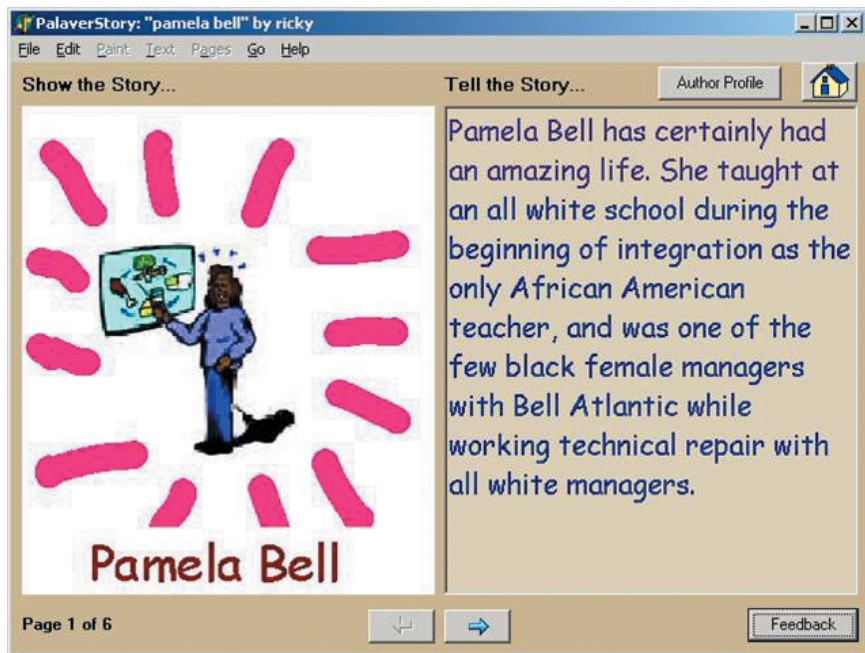 PalaverStory: "pamela bell" by ricky
File Edit Paint Text Pages Go Help
Show the Story...
Tell the Story...
Author Profile
Pamela Bell has certainly had
an amazing life. She taught at
an all white school during the
beginning of integration as the
only African American
teacher, and was one of the
few black female managers
with Bell Atlantic while
working technical repair with
all white managers.
Pamela Bell
Page 1 of 6
Feedback